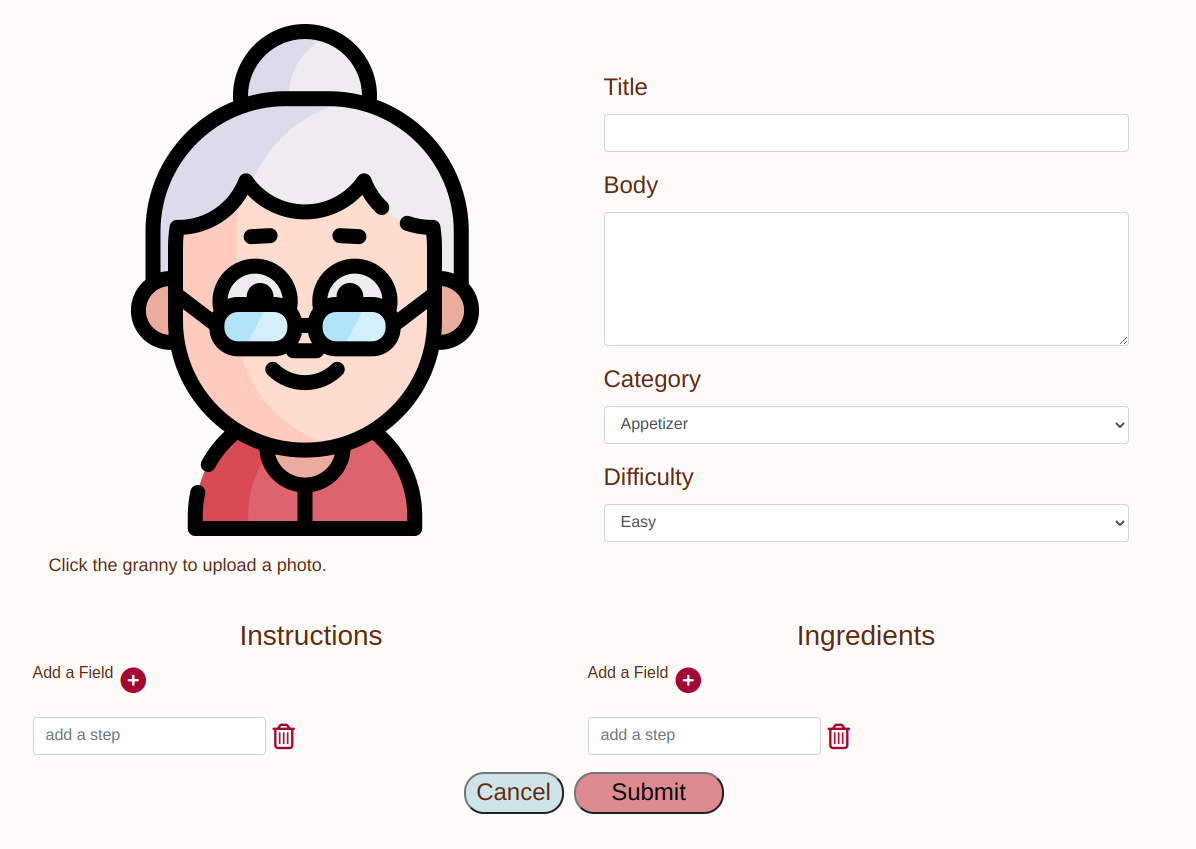 Title
Body
Category
Appetizer
Difficulty
Easy
Click the granny to upload a photo.
Instructions
Add a Field
add a step
Ingredients
Add a Field
add a step
Cancel
Submit